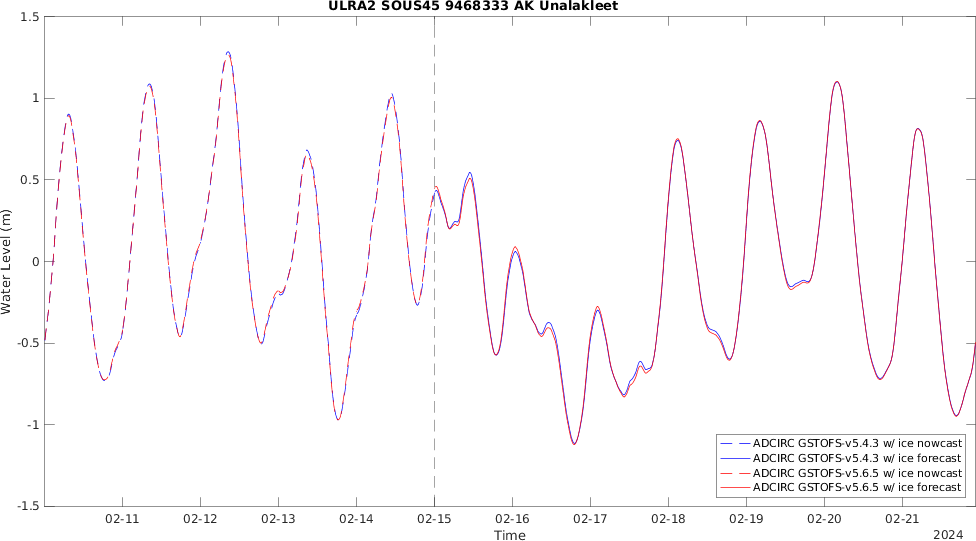 ULRA2 SOUS45 9468333 AK Unalakleet
1.5
1
0.5
0
-0.5
-1
-1.5
Water Level (m)
ADCIRC GSTOFS-v5.4.3 w/ ice nowcast
ADCIRC GSTOFS-v5.4.3 w/ ice forecast
ADCIRC GSTOFS-v5.6.5 w/ ice nowcast
ADCIRC GSTOFS-v5.6.5 w/ ice forecast
02-11 02-12 02-13 02-14 02-15 02-16 02-17 02-18 02-19 02-20 02-21
Time
2024